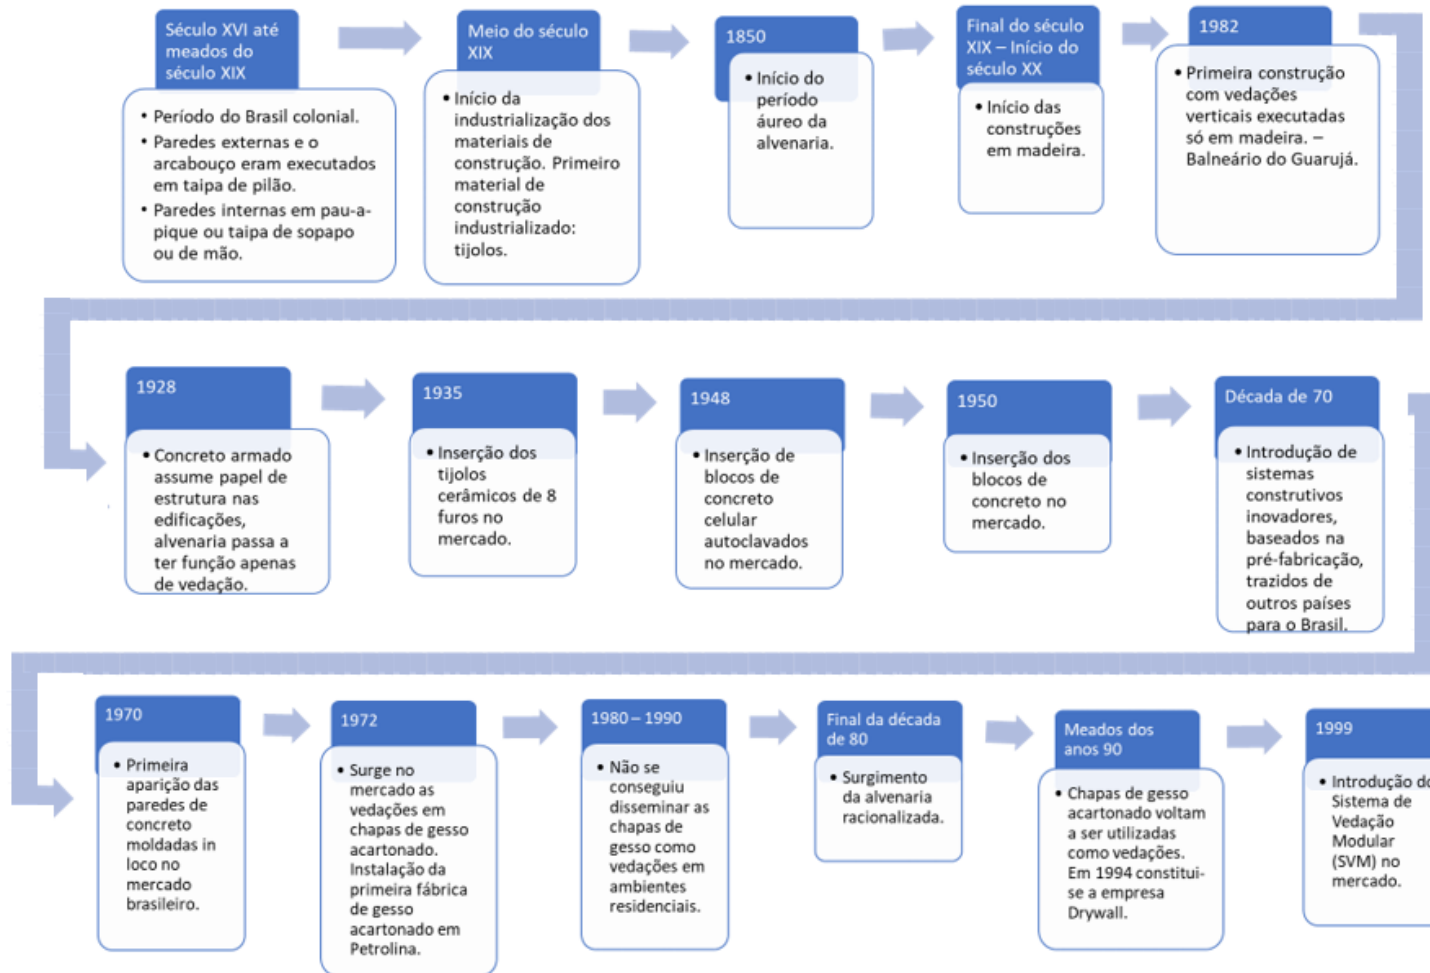 Século XVI até
meados do
século XIX
• Período do Brasil colonial.
• Paredes externas e o
arcabouço eram executados
em taipa de pilão.
• Paredes internas em pau-a-
pique ou taipa de sopapo
ou de mão.
Meio do século
XIX
• Início da
industrialização dos
materiais de
construção. Primeiro
material de
construção
industrializado:
tijolos.
1850
• Início do
período
áureo da
alvenaria.
Final do século
XIX – Início do
século XX
• Início das
construções
em madeira.
1982
• Primeira construção
com vedações
verticais executadas
só em madeira. –
Balneário do Guarujá.
1928
• Concreto armado
assume papel de
estrutura nas
edificações,
alvenaria passa a
ter função apenas
de vedação.
1935
• Inserção dos
tijolos
cerâmicos de 8
furos no
mercado.
1948
• Inserção de
blocos de
concreto
celular
autoclavados
no mercado.
1950
• Inserção dos
blocos de
concreto no
mercado.
Década de 70
• Introdução de
sistemas
construtivos
inovadores,
baseados na
pré-fabricação,
trazidos de
outros países
para o Brasil.
1970
• Primeira
aparição das
paredes de
concreto
moldadas in
loco no
mercado
brasileiro.
1972
• Surge no
mercado as
vedações em
chapas de gesso
acartonado.
Instalação da
primeira fábrica
de gesso
acartonado em
Petrolina.
1980 – 1990
• Não se
conseguiu
disseminar as
chapas de
gesso como
vedações em
ambientes
residenciais.
Final da década
de 80
• Surgimento
da alvenaria
racionalizada.
Meados dos
anos 90
• Chapas de gesso
acartonado voltam
a ser utilizadas
como vedações.
Em 1994 constitui-
se a empresa
Drywall.
1999
• Introdução
Sistema de
Vedação
Modular
(SVM) no
mercado.